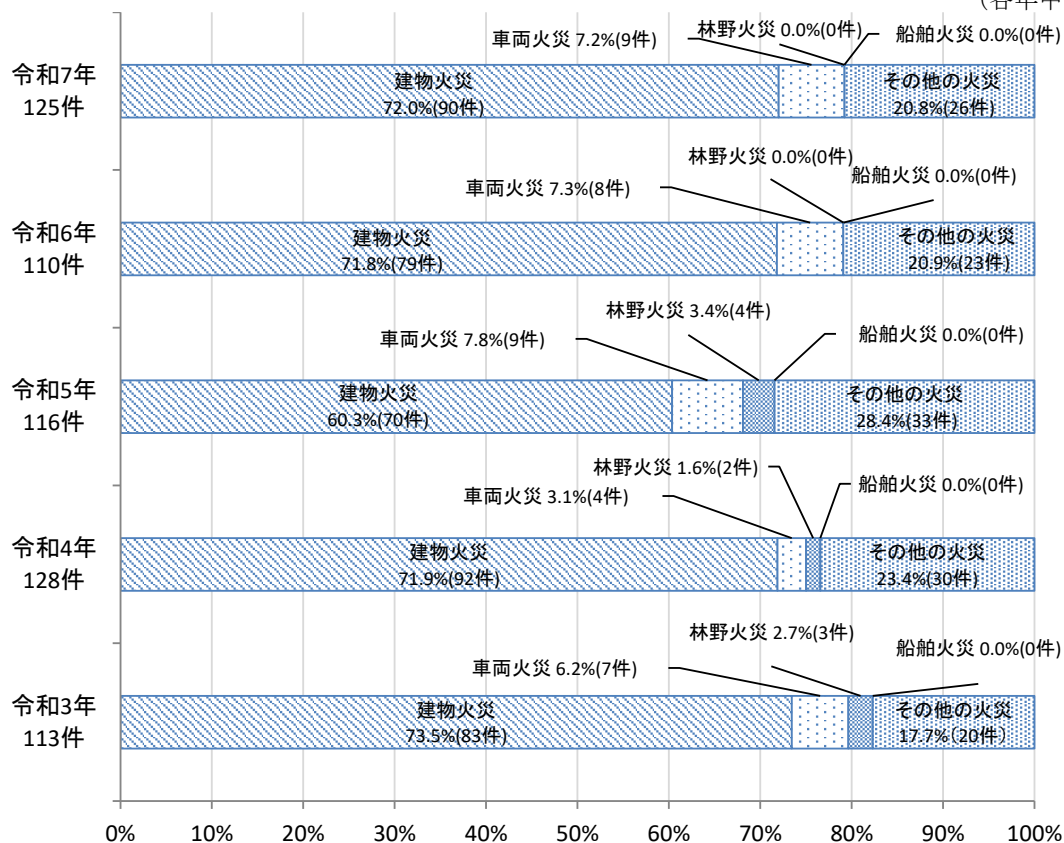 (各年中
車両火災 7.2%(9件)
林野火災 0.0%(0件)
船舶火災 0.0%(0件)
令和7年
125件
建物火災
72.0%(90件)
その他の火災
20.8%(26件)
車両火災 7.3%(8件)
林野火災 0.0%(0件)
船舶火災 0.0%(0件)
令和6年
110件
建物火災
71.8%(79件)
その他の火災
20.9%(23件)
車両火災 7.8%(9件)
林野火災 3.4%(4件)
船舶火災 0.0%(0件)
令和5年
116件
建物火災
60.3%(70件)
その他の火災
28.4%(33件)
車両火災 3.1%(4件)
林野火災 1.6%(2件)
船舶火災 0.0%(0件)
令和4年
128件
建物火災
71.9%(92件)
その他の火災
23.4%(30件)
車両火災 6.2%(7件)
林野火災 2.7%(3件)
船舶火災 0.0%(0件)
令和3年
113件
建物火災
73.5%(83件)
その他の火災
17.7%(20件)
0% 10% 20% 30% 40% 50% 60% 70% 80% 90% 100%